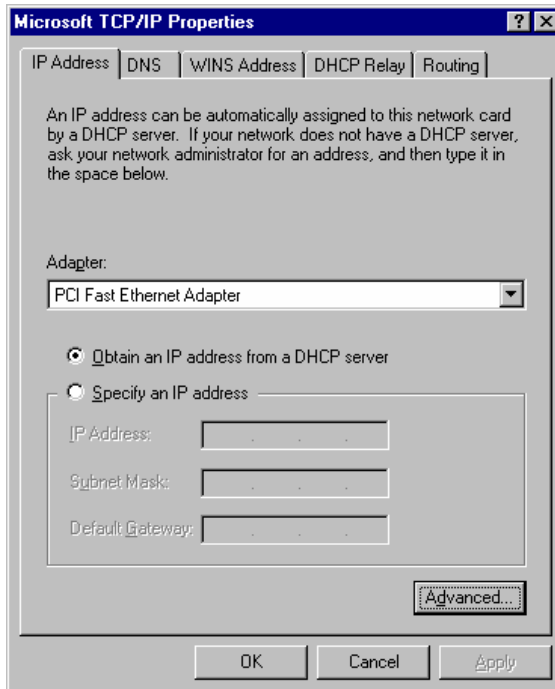 Microsoft TCP/IP Properties
IP Address DNS WINS Address DHCP Relay Routing
An IP address can be automatically assigned to this network card
by a DHCP server. If your network does not have a DHCP server,
ask your network administrator for an address, and then type it in
the space below.
Adapter:
PCI Fast Ethernet Adapter
Obtain an IP address from a DHCP server
Specify an IP address
IP Address:
Subnet Mask:
Default Gateway:
Advanced...
OK Cancel Apply